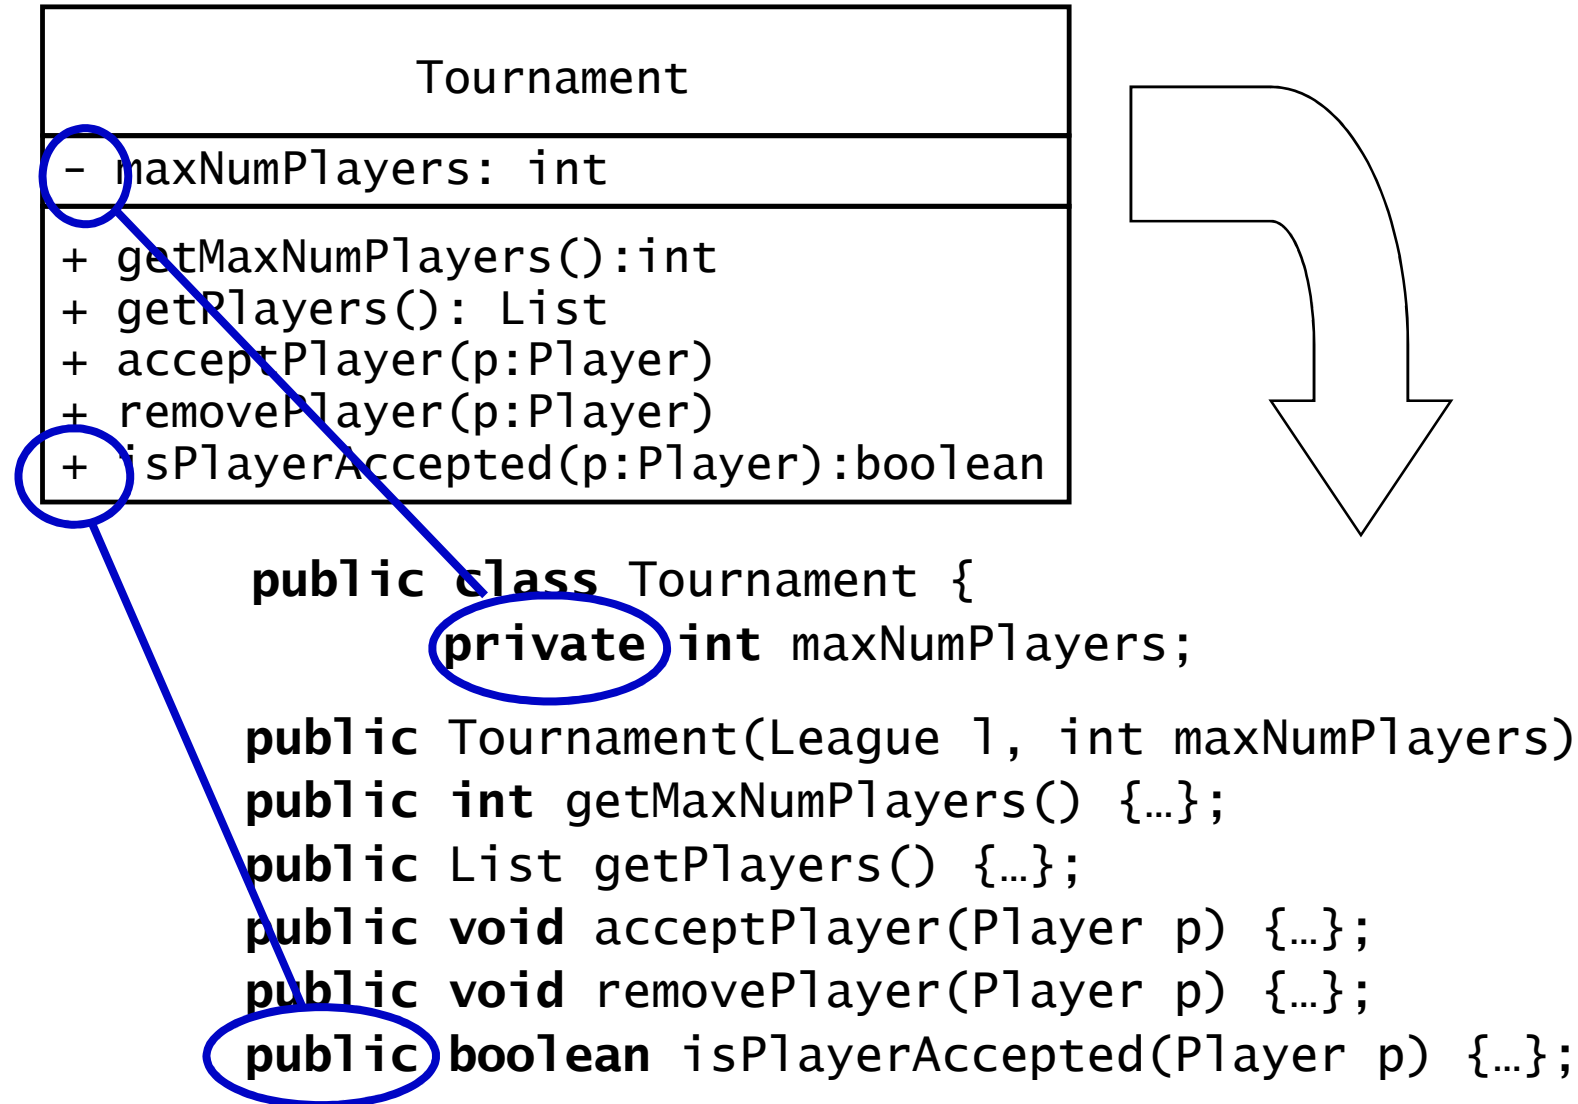 Tournament
- maxNumPlayers: int
+ getMaxNumPlayers():int
+ getPlayers(): List
+ acceptPlayer(p:Player)
+ removePlayer(p:Player)
+ isPlayerAccepted(p:Player):boolean
public class Tournament {
private int maxNumPlayers;
public Tournament(League l, int maxNumPlayers)
public int getMaxNumPlayers() {…};
public List getPlayers() {…};
public void acceptPlayer(Player p) {…};
public void removePlayer(Player p) {…};
public boolean isPlayerAccepted(Player p) {…};